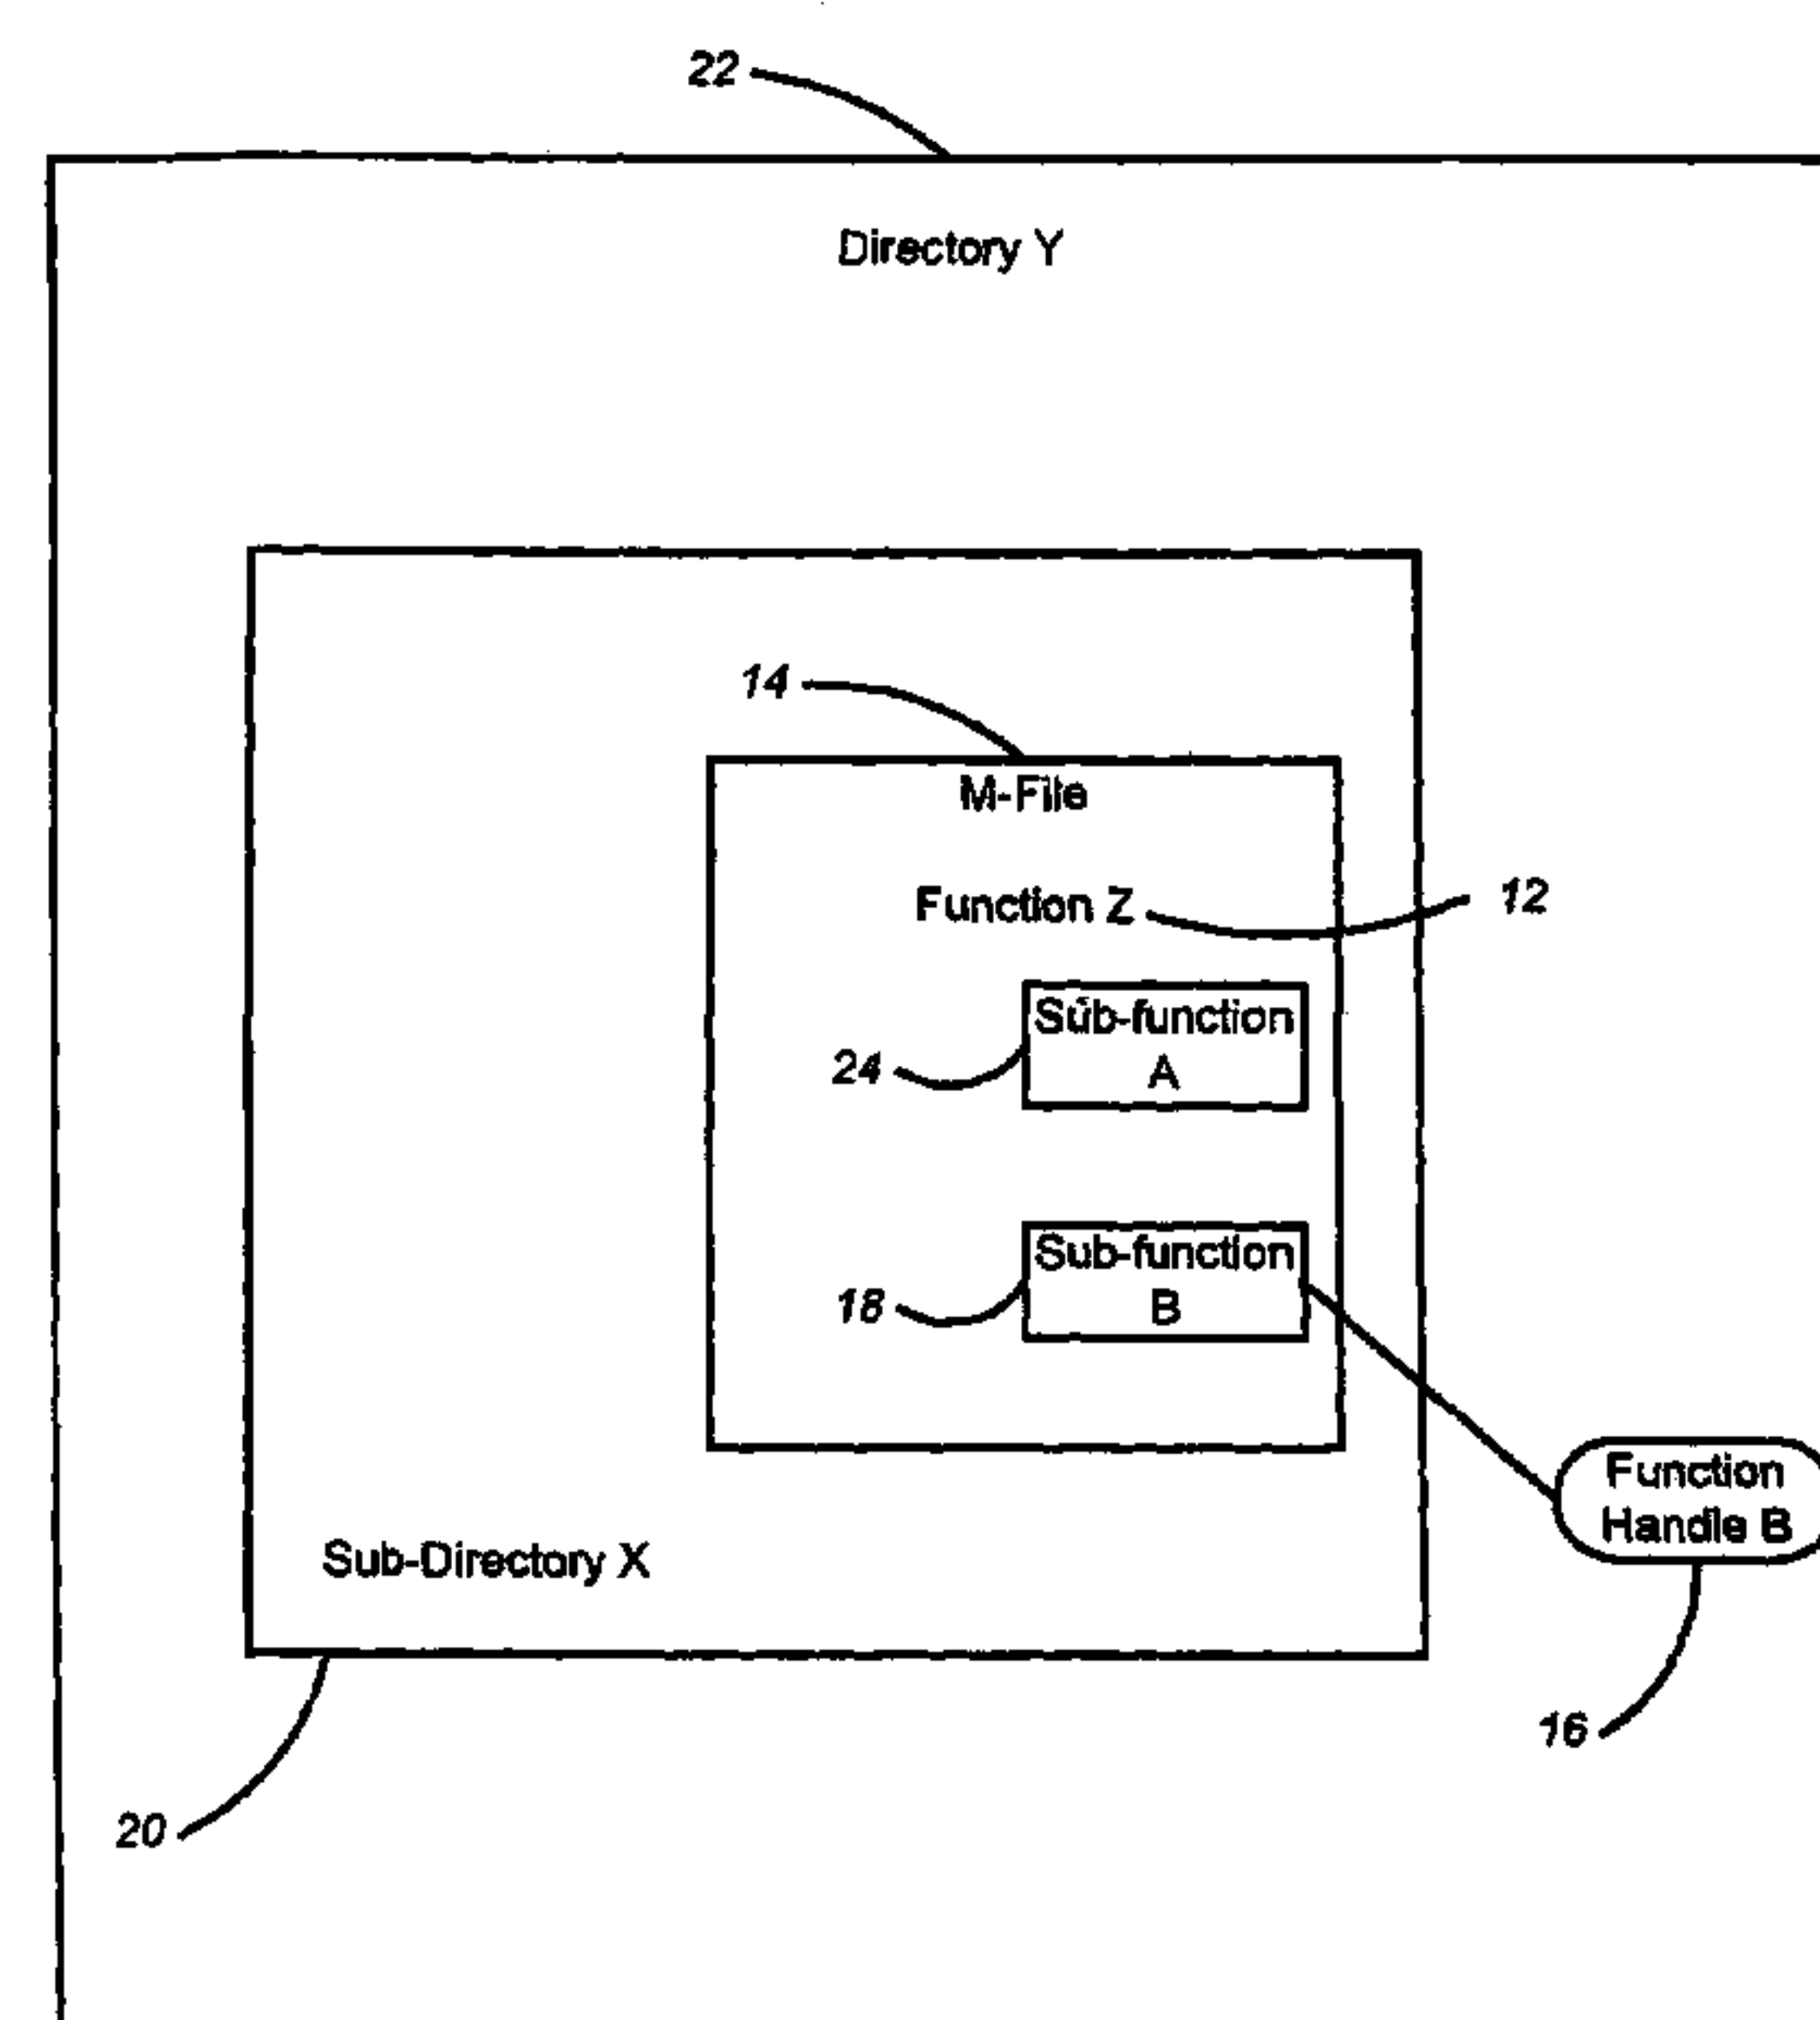 22
Directory Y
14
M-File
Function Z
12
Sub-function
A
24
Sub-function
B
18
Function
Handle B
Sub-Directory X
16
20